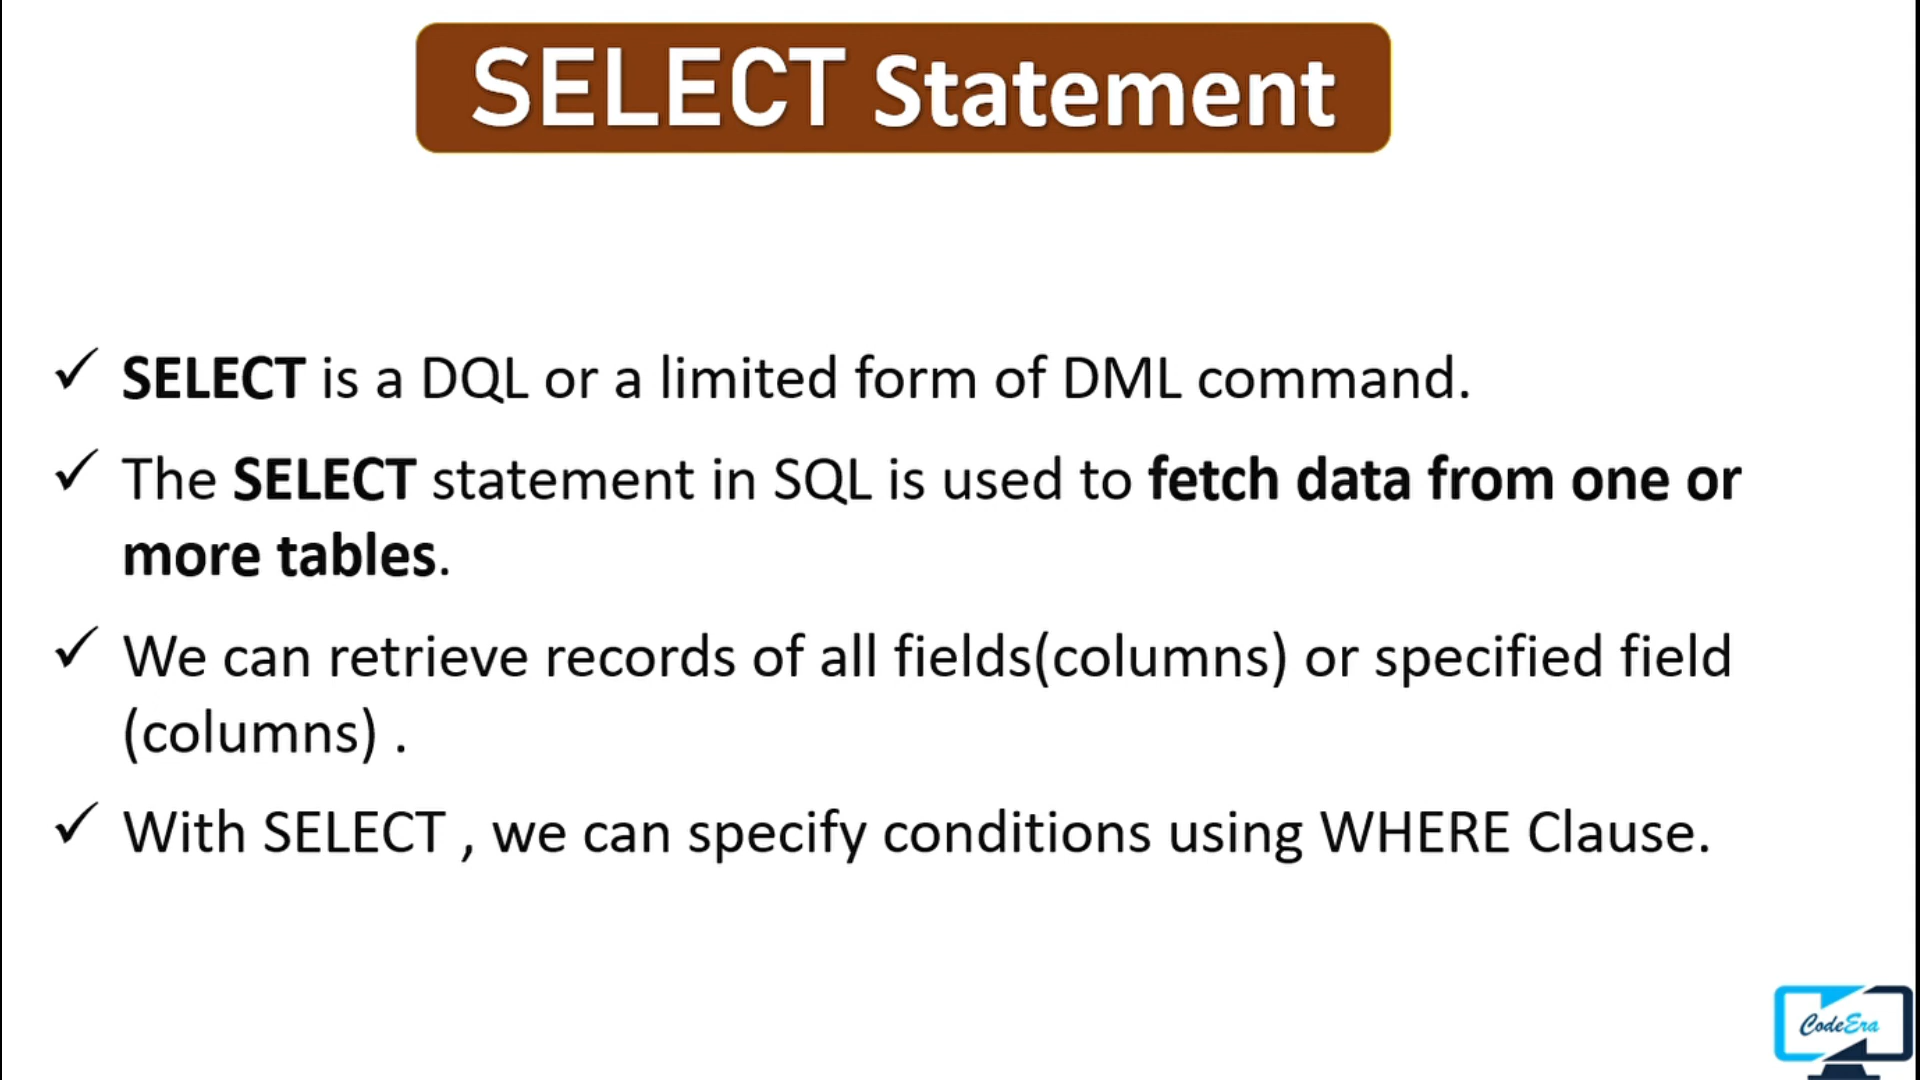 SELECT Statement
✓ SELECT is a DQL or a limited form of DML command.
✓ The SELECT statement in SQL is used to fetch data from one or
more tables.
✓ We can retrieve records of all fields(columns) or specified field
(columns) .
✓ With SELECT , we can specify conditions using WHERE Clause.
CodeEra